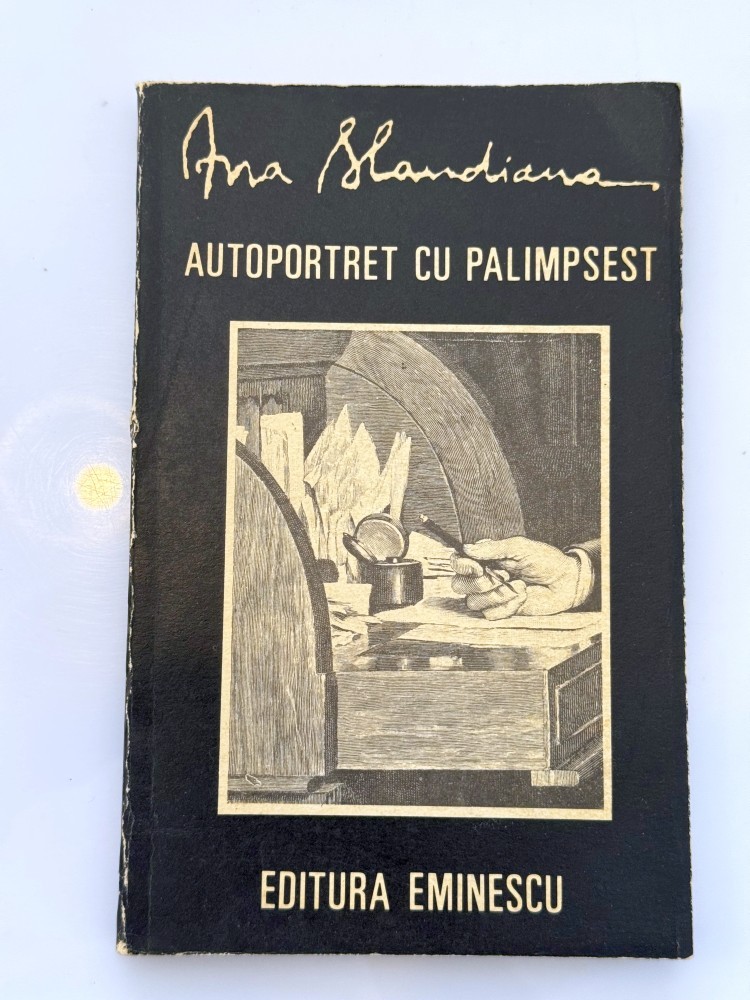 Ana Blandiana
AUTOPORTRET CU PALIMPSEST
EDITURA EMINESCU